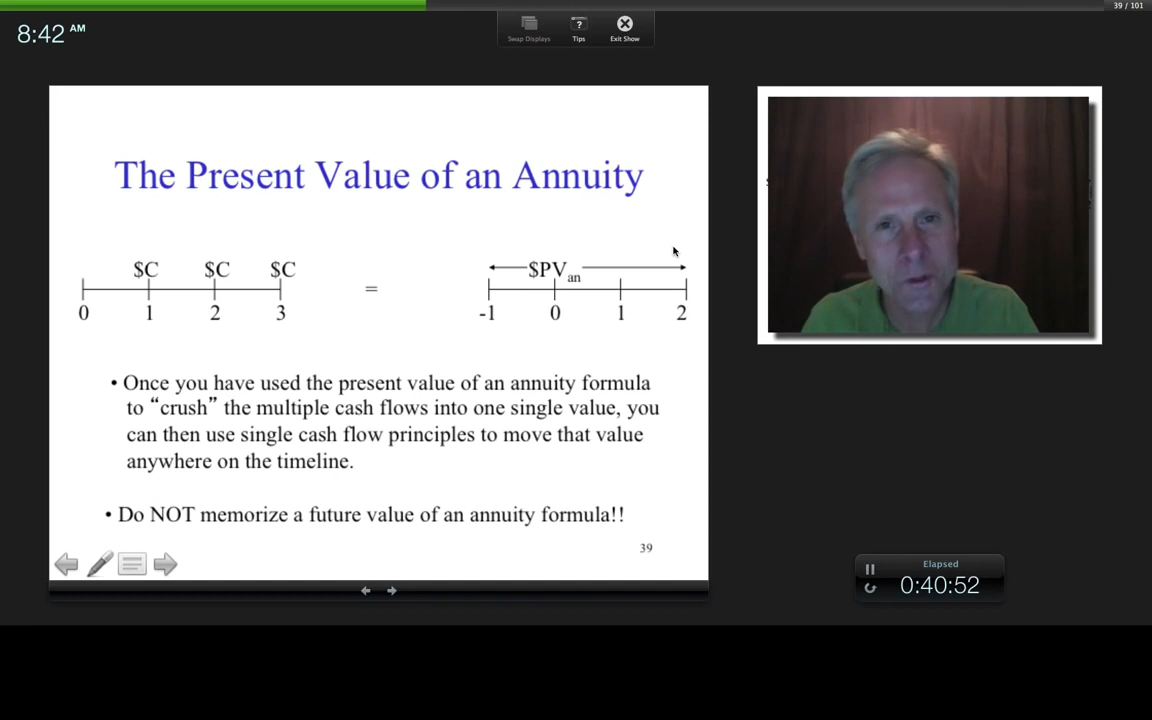 39 / 101
8:42 AM
Swap Displays Tips Exit Show
The Present Value of an Annuity
$C $C $C
0 1 2 3
=
$PVan
-1 0 1 2
• Once you have used the present value of an annuity formula
to “crush” the multiple cash flows into one single value, you
can then use single cash flow principles to move that value
anywhere on the timeline.
• Do NOT memorize a future value of an annuity formula!!
39
Elapsed
0:40:52